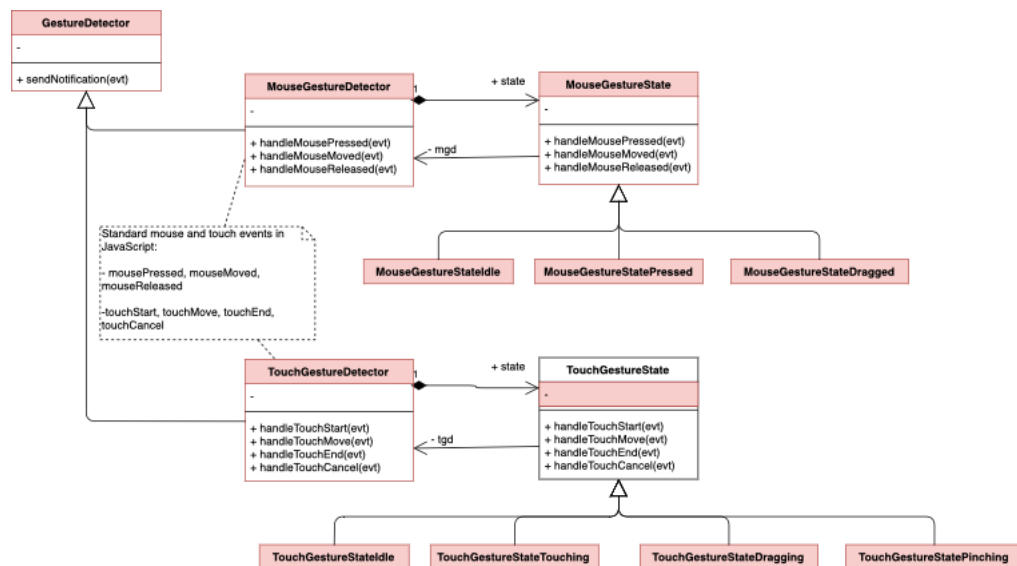 GestureDetector
-
+ sendNotification(evt)
MouseGestureDetector
-
+ handleMousePressed(evt)
+ handleMouseMoved(evt)
+ handleMouseReleased(evt)
1
+ state
- mgd
MouseGestureState
-
+ handleMousePressed(evt)
+ handleMouseMoved(evt)
+ handleMouseReleased(evt)
Standard mouse and touch events in
JavaScript:
- mousePressed, mouseMoved,
mouseReleased
-touchStart, touchMove, touchEnd,
touchCancel
MouseGestureStateIdle
MouseGestureStatePressed
MouseGestureStateDragged
TouchGestureDetector
-
+ handleTouchStart(evt)
+ handleTouchMove(evt)
+ handleTouchEnd(evt)
+ handleTouchCancel(evt)
1
+ state
- tgd
TouchGestureState
-
+ handleTouchStart(evt)
+ handleTouchMove(evt)
+ handleTouchEnd(evt)
+ handleTouchCancel(evt)
TouchGestureStateIdle
TouchGestureStateTouching
TouchGestureStateDragging
TouchGestureStatePinching